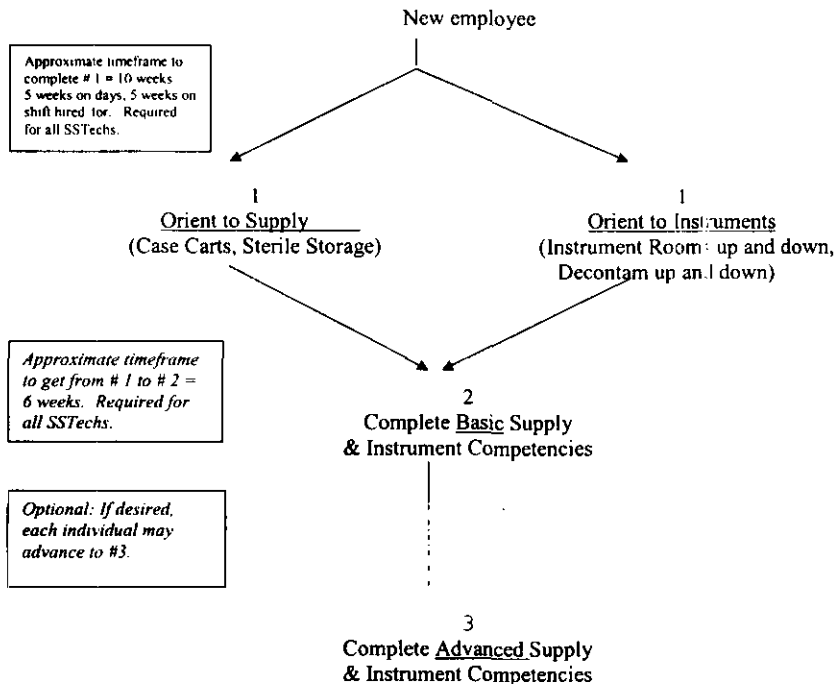 New employee
Approximate timeframe to
complete # 1 = 10 weeks
5 weeks on days, 5 weeks on
shift hired for. Required
for all SSTechs.
1
Orient to Supply
(Case Carts, Sterile Storage)
1
Orient to Instruments
(Instrument Room: up and down,
Decontam up and down)
Approximate timeframe
to get from # 1 to # 2 =
6 weeks. Required for
all SSTechs.
2
Complete Basic Supply
& Instrument Competencies
Optional: If desired,
each individual may
advance to #3.
3
Complete Advanced Supply
& Instrument Competencies